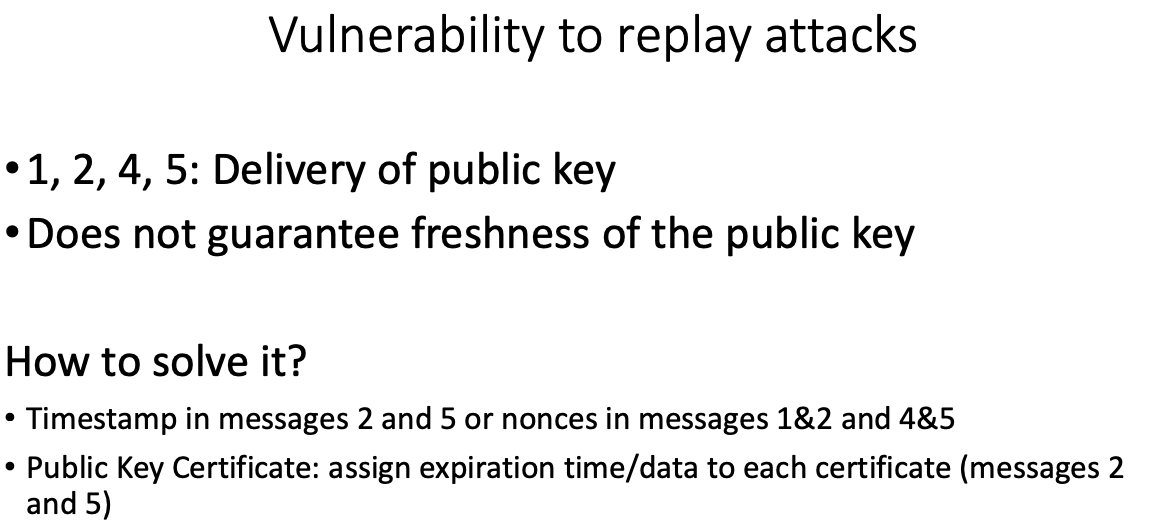 Vulnerability to replay attacks
• 1, 2, 4, 5: Delivery of public key
• Does not guarantee freshness of the public key
How to solve it?
• Timestamp in messages 2 and 5 or nonces in messages 1&2 and 4&5
• Public Key Certificate: assign expiration time/data to each certificate (messages 2
and 5)